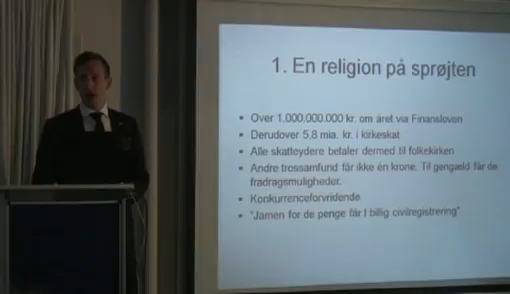 1. En religion på sprøjten
Over 1.000.000.000 kr. om året via Finansloven
Derudover 5,8 mia. kr. i kirkeskat
Alle skatteydere betaler dermed til folkekirken
Andre trossamfund får ikke én krone. Til gengæld får de
fradragsmuligheder.
Konkurrenceforvridende
"Jamen for de penge får I billig civilregistrering"